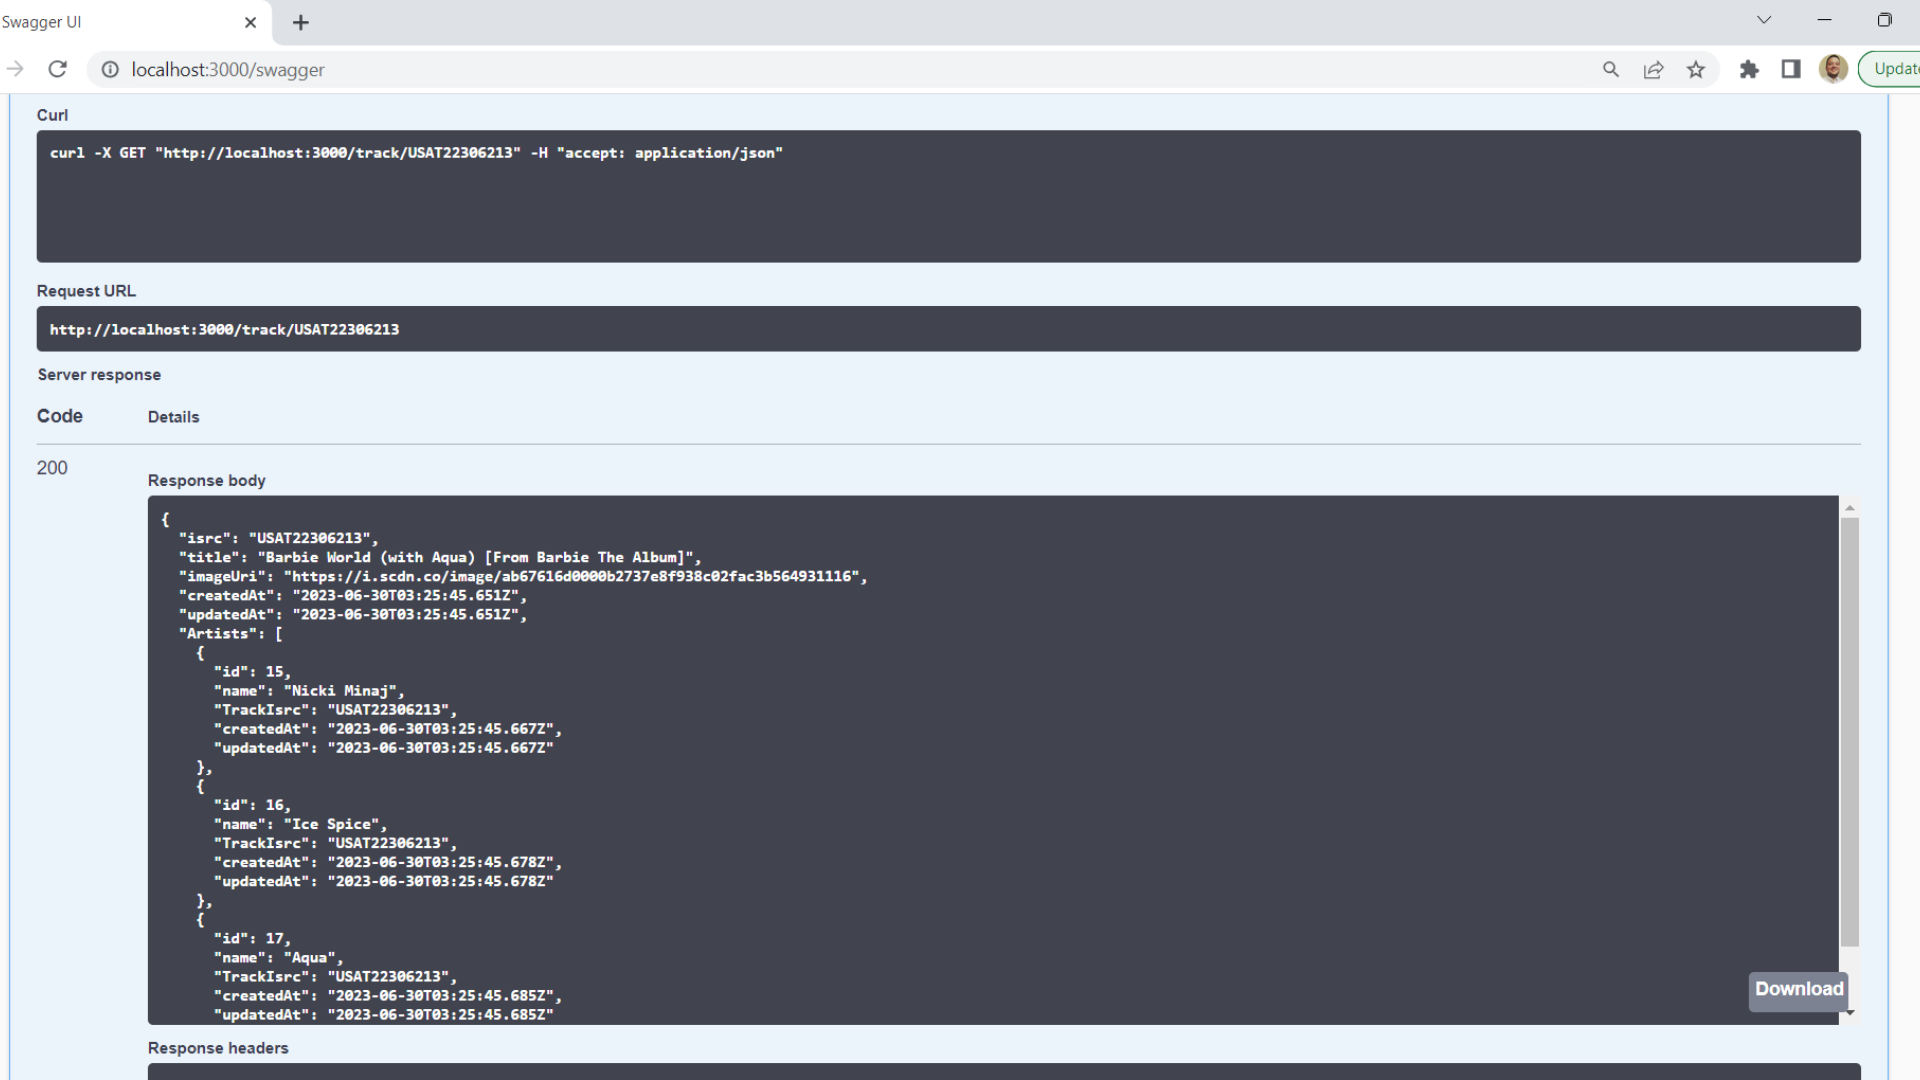 Swagger UI
localhost:3000/swagger
Update
Curl
curl -X GET "http://localhost:3000/track/USAT22306213" -H "accept: application/json"
Request URL
http://localhost:3000/track/USAT22306213
Server response
Code Details
200
Response body
{
  "isrc": "USAT22306213",
  "title": "Barbie World (with Aqua) [From Barbie The Album]",
  "imageUri": "https://i.scdn.co/image/ab67616d0000b2737e8f938c02fac3b564931116",
  "createdAt": "2023-06-30T03:25:45.651Z",
  "updatedAt": "2023-06-30T03:25:45.651Z",
  "Artists": [
    {
      "id": 15,
      "name": "Nicki Minaj",
      "TrackIsrc": "USAT22306213",
      "createdAt": "2023-06-30T03:25:45.667Z",
      "updatedAt": "2023-06-30T03:25:45.667Z"
    },
    {
      "id": 16,
      "name": "Ice Spice",
      "TrackIsrc": "USAT22306213",
      "createdAt": "2023-06-30T03:25:45.678Z",
      "updatedAt": "2023-06-30T03:25:45.678Z"
    },
    {
      "id": 17,
      "name": "Aqua",
      "TrackIsrc": "USAT22306213",
      "createdAt": "2023-06-30T03:25:45.685Z",
      "updatedAt": "2023-06-30T03:25:45.685Z"
Download
Response headers